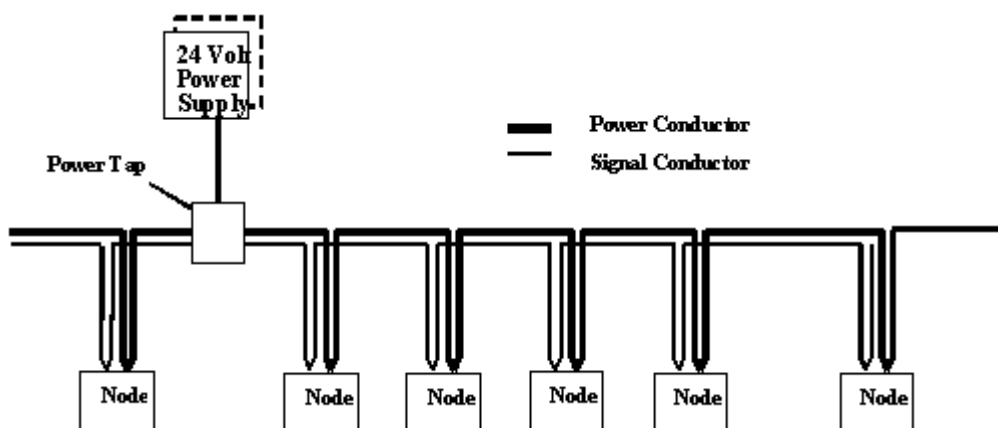 24 Volt
Power
Supply
Power Conductor
Signal Conductor
Power Tap
Node
Node
Node
Node
Node
Node